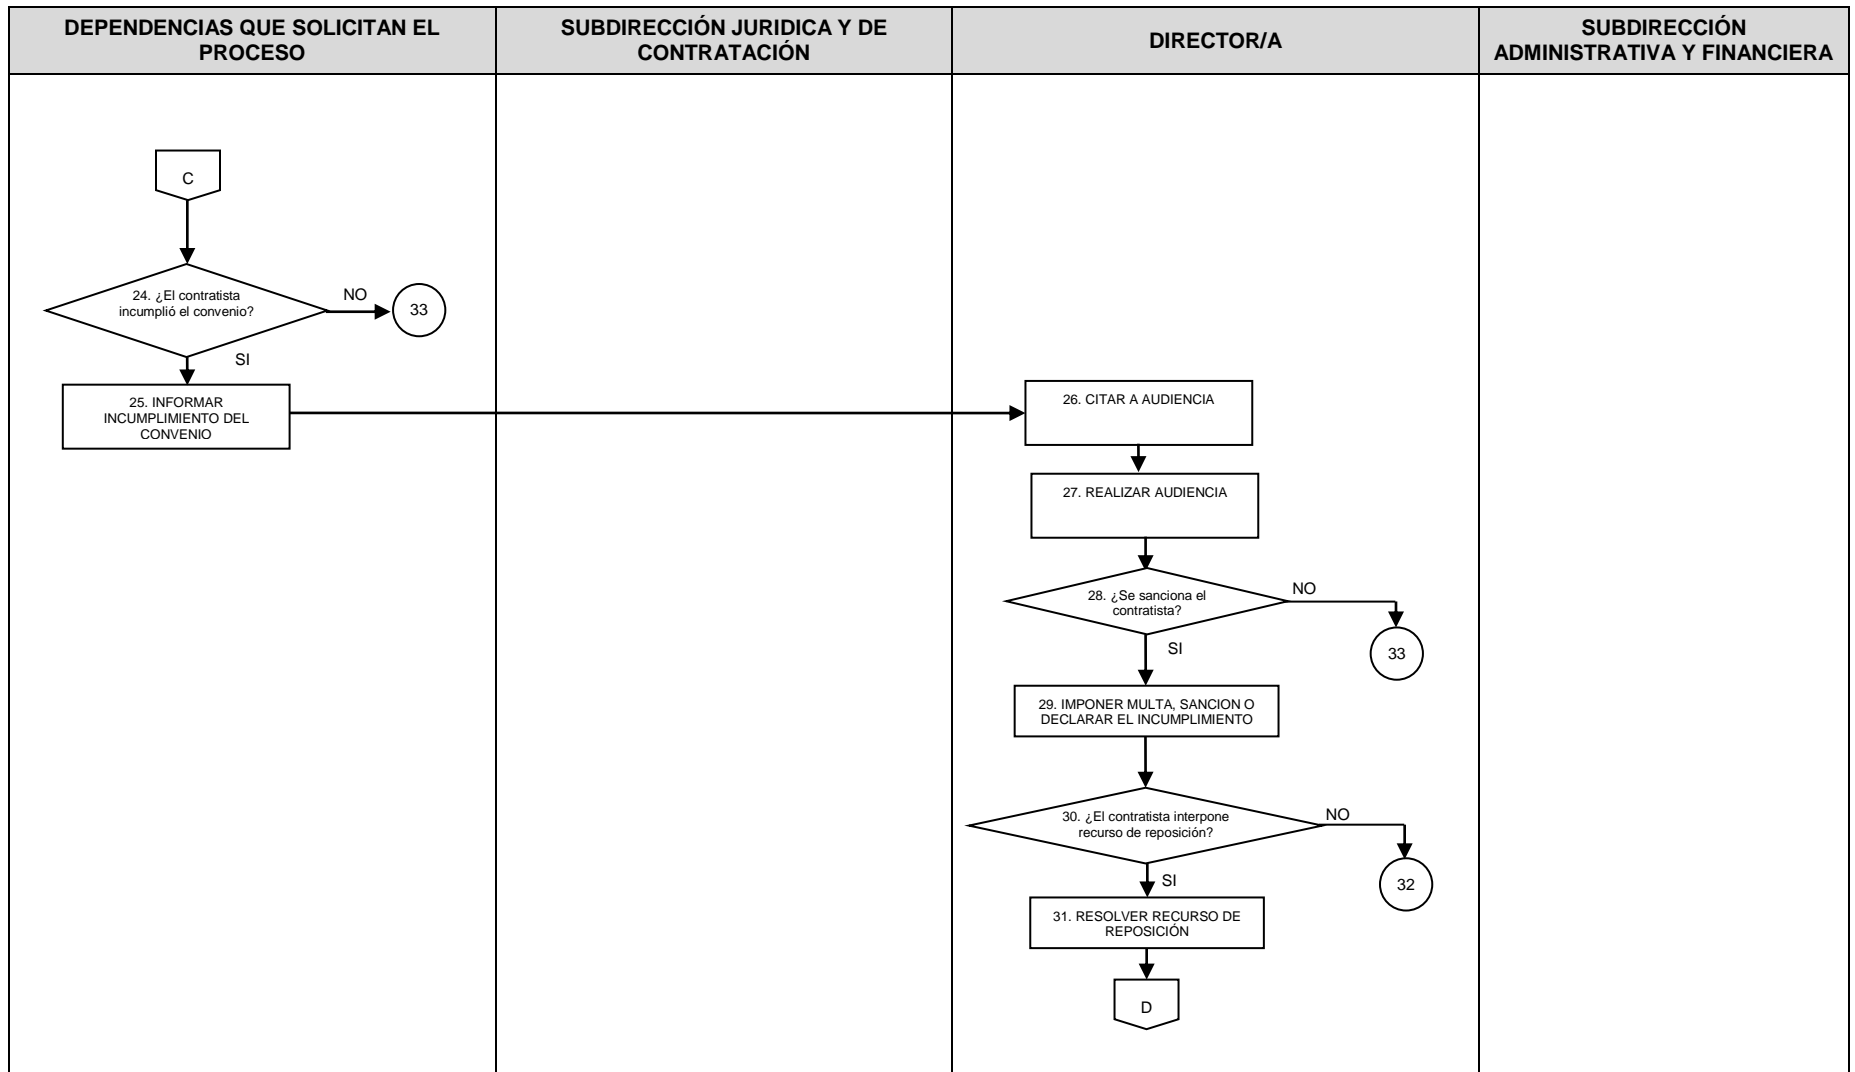 DEPENDENCIAS QUE SOLICITAN EL
PROCESO
SUBDIRECCIÓN JURIDICA Y DE
CONTRATACIÓN
DIRECTOR/A
SUBDIRECCIÓN
ADMINISTRATIVA Y FINANCIERA
C
24. ¿El contratista
incumplió el convenio?
NO
33
SI
25. INFORMAR
INCUMPLIMIENTO DEL
CONVENIO
26. CITAR A AUDIENCIA
27. REALIZAR AUDIENCIA
28. ¿Se sanciona el
contratista?
NO
33
SI
29. IMPONER MULTA, SANCION O
DECLARAR EL INCUMPLIMIENTO
30. ¿El contratista interpone
recurso de reposición?
NO
32
SI
31. RESOLVER RECURSO DE
REPOSICIÓN
D